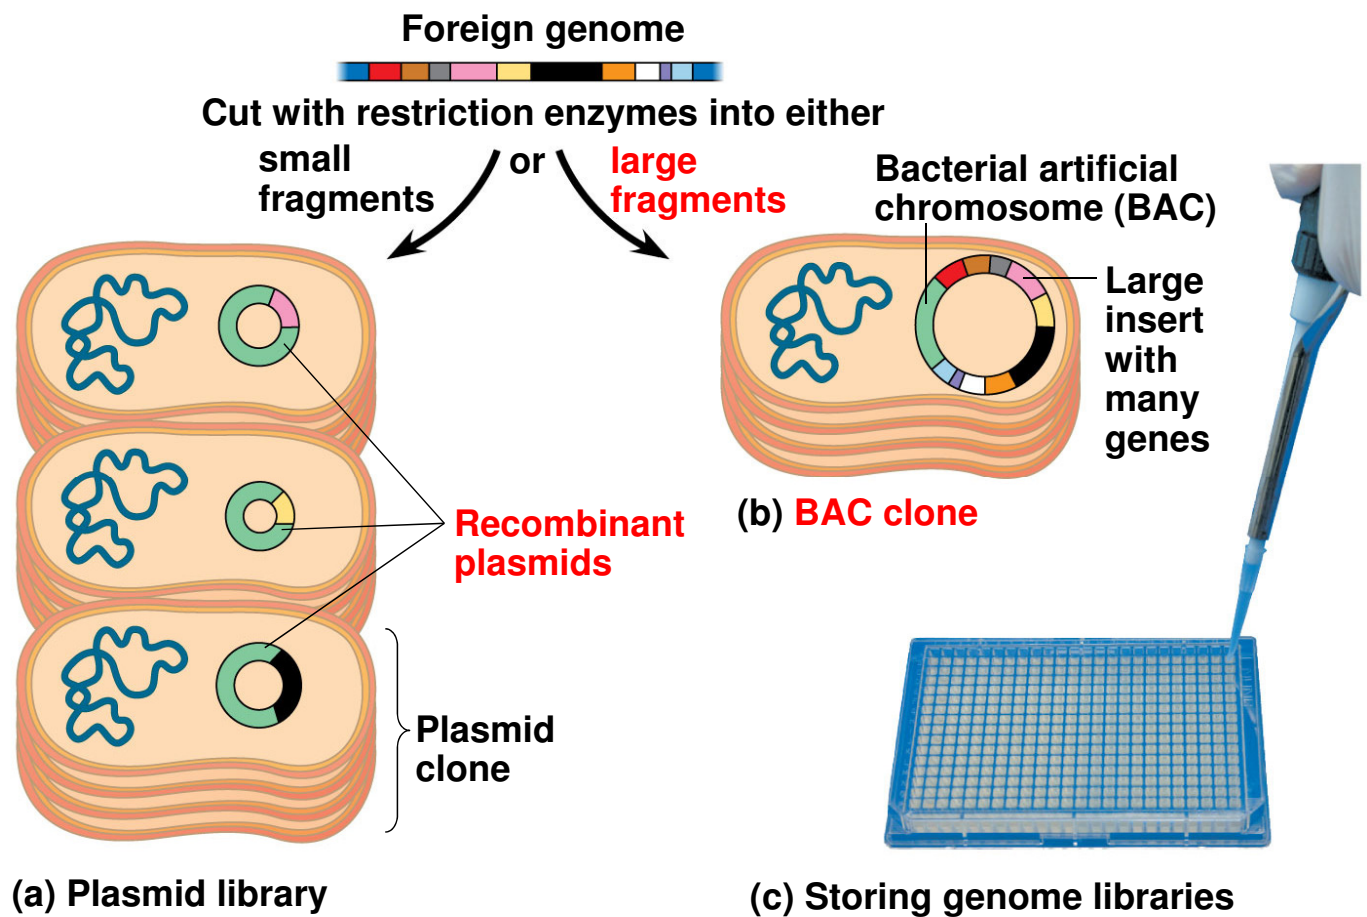 Foreign genome
Cut with restriction enzymes into either
small
fragments
or
large
fragments
Bacterial artificial
chromosome (BAC)
Large
insert
with
many
genes
(b) BAC clone
Recombinant
plasmids
Plasmid
clone
(a) Plasmid library
(c) Storing genome libraries